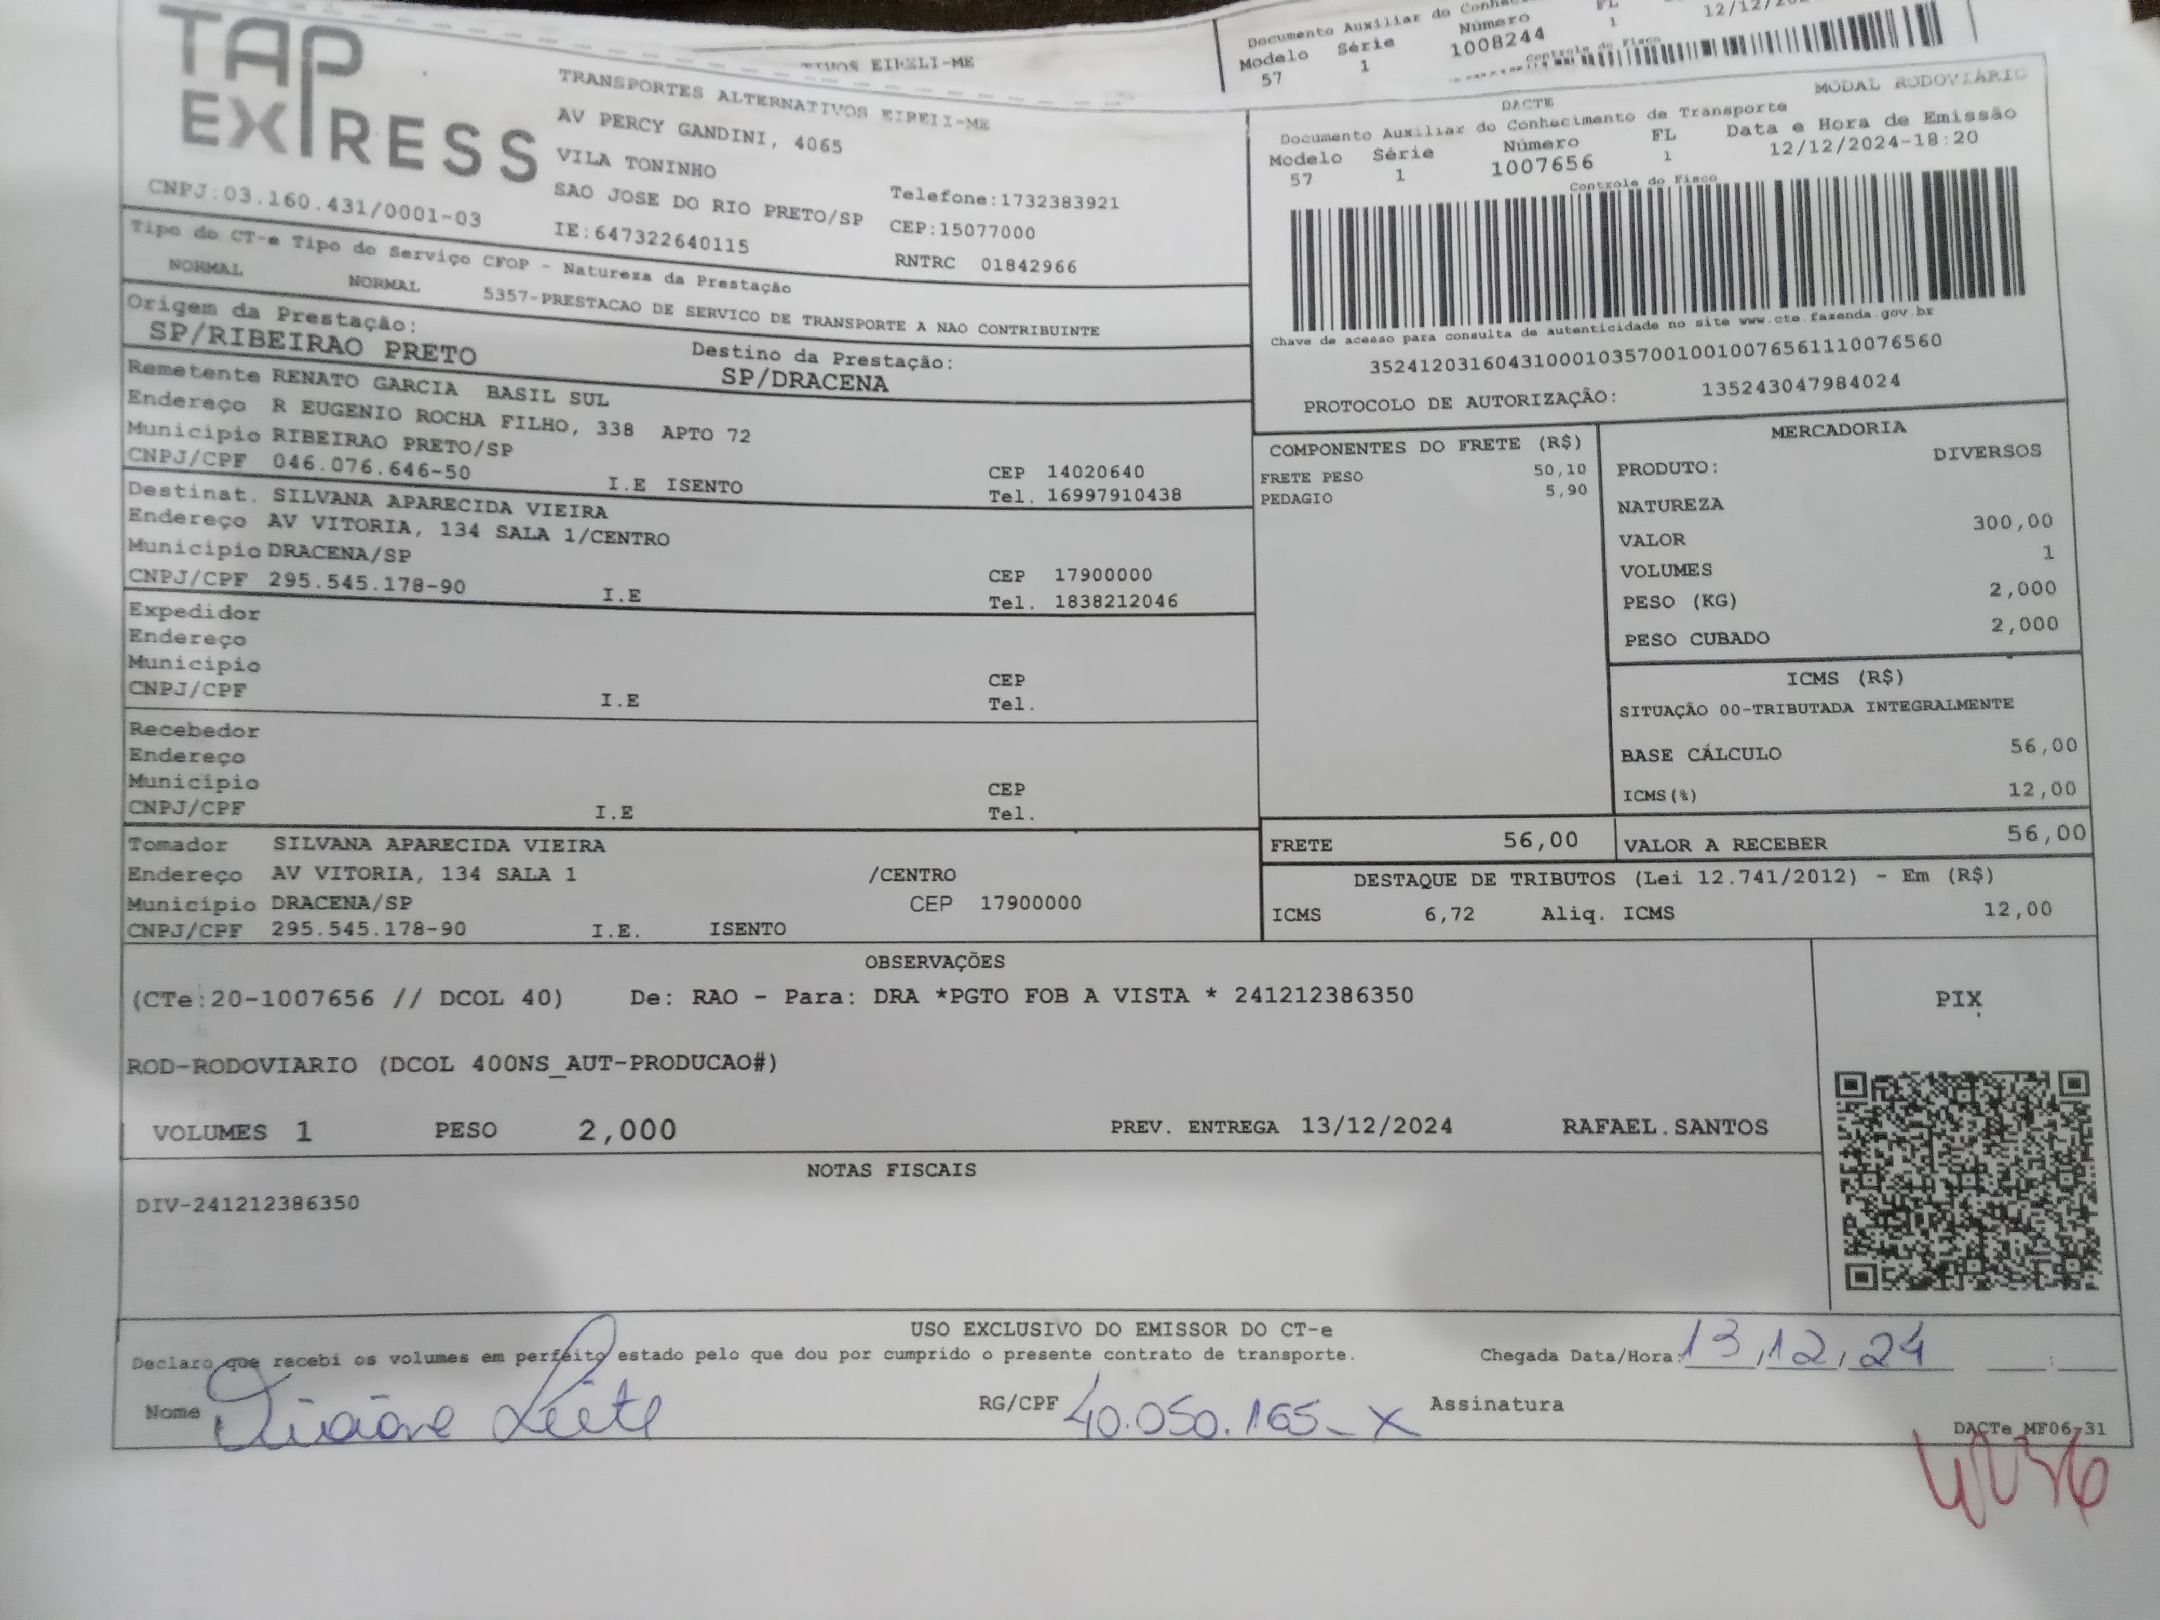 Documento Auxiliar do
Modelo Série Número FL
57 1 1008244 1
Controle do Fisco
EIRELI-ME
TAP
EXPRESS
TRANSPORTES ALTERNATIVOS EIRELI-ME
AV PERCY GANDINI, 4065
VILA TONINHO
SAO JOSE DO RIO PRETO/SP Telefone:1732383921
CNPJ:03.160.431/0001-03 IE:647322640115 CEP:15077000
RNTRC 01842966
MODAL RODOVIÁRIO
DACTE
Documento Auxiliar do Conhecimento de Transporte
Modelo Série Número FL Data e Hora de Emissão
57 1 1007656 1 12/12/2024-18:20
Controle do Fisco
Chave de acesso para consulta de autenticidade no site www.cte.fazenda.gov.br
35241203160431000103570010010076561110076560
PROTOCOLO DE AUTORIZAÇÃO: 135243047984024
Tipo do CT-e Tipo do Serviço CFOP - Natureza da Prestação
NORMAL NORMAL 5357-PRESTACAO DE SERVICO DE TRANSPORTE A NAO CONTRIBUINTE
Origem da Prestação: Destino da Prestação:
SP/RIBEIRAO PRETO SP/DRACENA
Remetente RENATO GARCIA BASIL SUL
Endereço R EUGENIO ROCHA FILHO, 338 APTO 72
Município RIBEIRAO PRETO/SP CEP 14020640
CNPJ/CPF 046.076.646-50 I.E ISENTO Tel. 16997910438
Destinat. SILVANA APARECIDA VIEIRA
Endereço AV VITORIA, 134 SALA 1/CENTRO
Município DRACENA/SP CEP 17900000
CNPJ/CPF 295.545.178-90 I.E Tel. 1838212046
Expedidor
Endereço
Município CEP
CNPJ/CPF I.E Tel.
Recebedor
Endereço
Município CEP
CNPJ/CPF I.E Tel.
Tomador SILVANA APARECIDA VIEIRA
Endereço AV VITORIA, 134 SALA 1 /CENTRO
Município DRACENA/SP CEP 17900000
CNPJ/CPF 295.545.178-90 I.E. ISENTO
COMPONENTES DO FRETE (R$)
FRETE PESO 50,10
PEDAGIO 5,90
MERCADORIA
PRODUTO: DIVERSOS
NATUREZA
VALOR 300,00
VOLUMES 1
PESO (KG) 2,000
PESO CUBADO 2,000
ICMS (R$)
SITUAÇÃO 00-TRIBUTADA INTEGRALMENTE
BASE CÁLCULO 56,00
ICMS(%) 12,00
FRETE 56,00 VALOR A RECEBER 56,00
DESTAQUE DE TRIBUTOS (Lei 12.741/2012) - Em (R$)
ICMS 6,72 Aliq. ICMS 12,00
OBSERVAÇÕES
(CTe:20-1007656 // DCOL 40) De: RAO - Para: DRA *PGTO FOB A VISTA * 241212386350
PIX
ROD-RODOVIARIO (DCOL 400NS_AUT-PRODUCAO#)
VOLUMES 1 PESO 2,000 PREV. ENTREGA 13/12/2024 RAFAEL.SANTOS
NOTAS FISCAIS
DIV-241212386350
USO EXCLUSIVO DO EMISSOR DO CT-e
Declaro que recebi os volumes em perfeito estado pelo que dou por cumprido o presente contrato de transporte. Chegada Data/Hora: 13,12,24 :
Nome Leite RG/CPF 40.050.165-X Assinatura
DACTe MF06-31